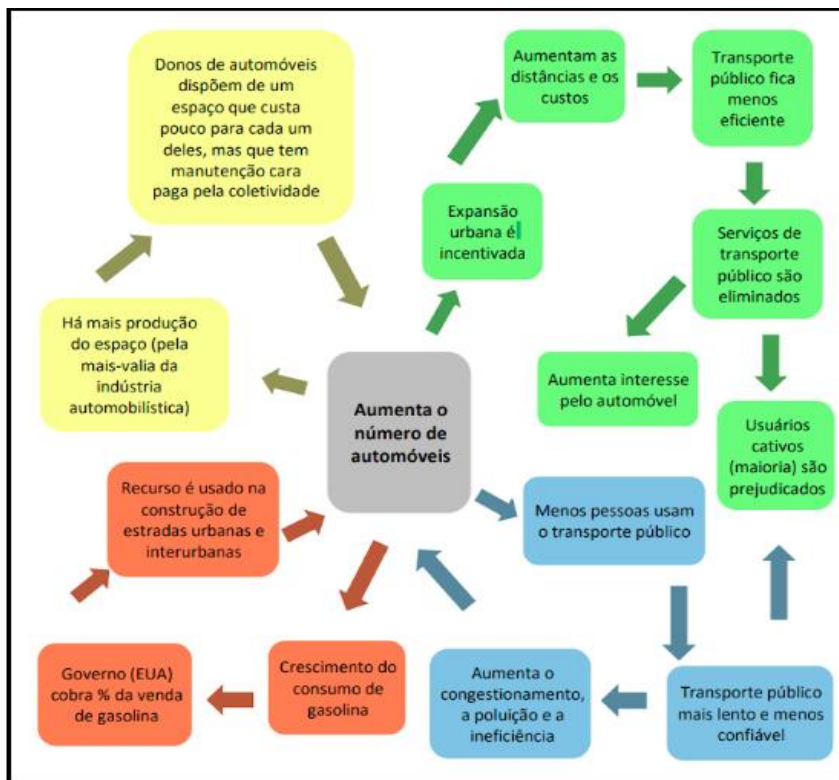 Donos de automóveis
dispõem de um
espaço que custa
pouco para cada um
deles, mas que tem
manutenção cara
paga pela coletividade
Há mais produção
do espaço (pela
mais-valia da
indústria
automobilística)
Aumentam as
distâncias e os
custos
Transporte
público fica
menos
eficiente
Expansão
urbana é
incentivada
Serviços de
transporte
público são
eliminados
Aumenta interesse
pelo automóvel
Usuários
cativos
(maioria) são
prejudicados
Aumenta o
número de
automóveis
Recurso é usado na
construção de
estradas urbanas e
interurbanas
Governo (EUA)
cobra % da venda
de gasolina
Crescimento do
consumo de
gasolina
Menos pessoas usam
o transporte público
Aumenta o
congestionamento,
a poluição e a
ineficiência
Transporte público
mais lento e menos
confiável